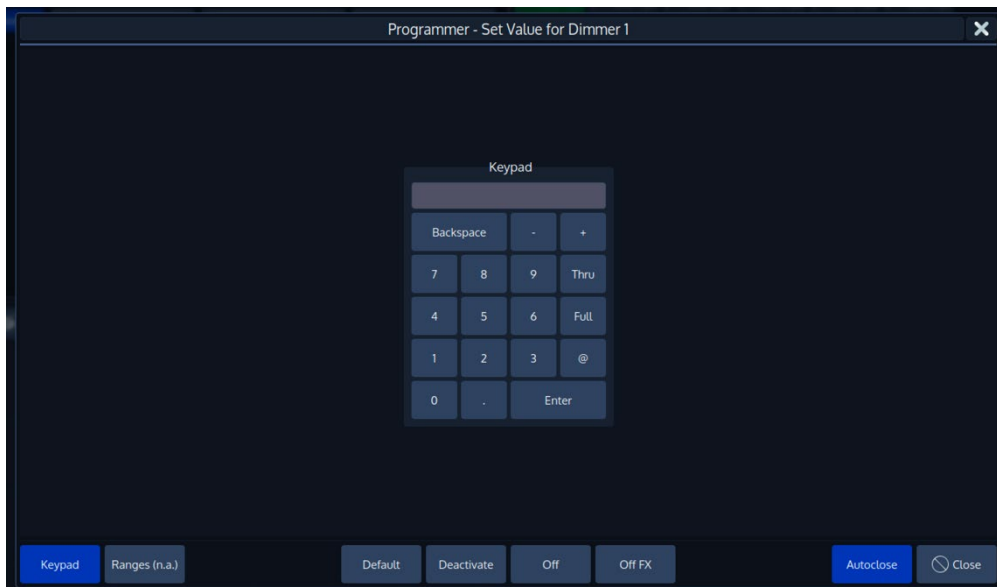 Programmer - Set Value for Dimmer 1
Keypad
Backspace - +
7 8 9 Thru
4 5 6 Full
1 2 3 @
0 . Enter
Keypad Ranges (n.a.) Default Deactivate Off Off FX Autoclose Close